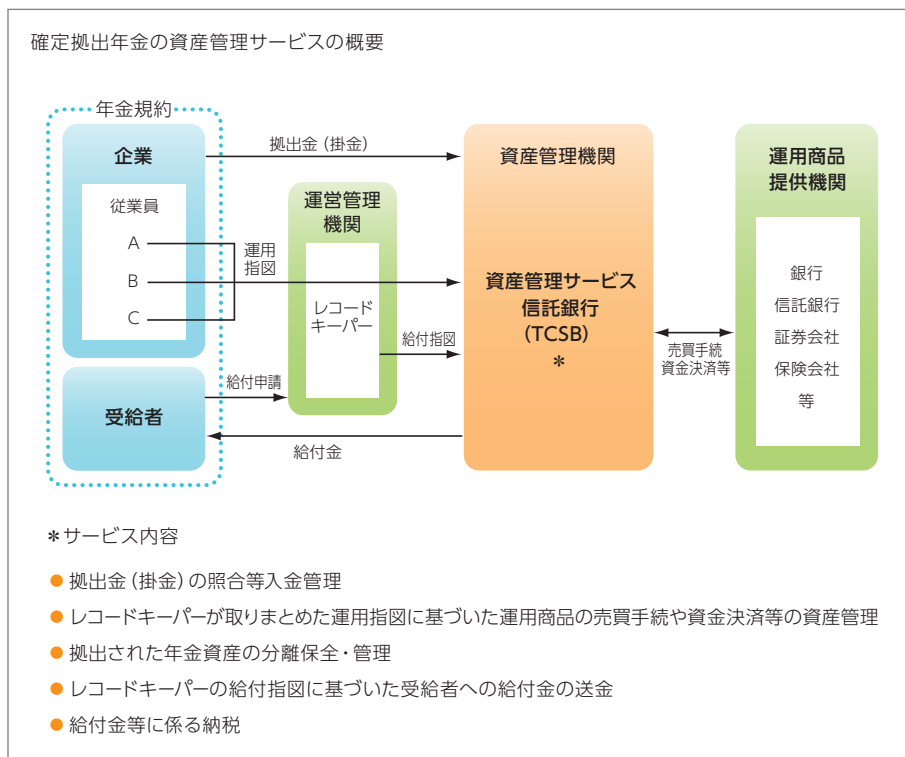 確定拠出年金の資産管理サービスの概要
年金規約
企業
従業員
A
B
C
受給者
拠出金(掛金)
運用
指図
運営管理
機関
レコード
キーパー
給付指図
給付申請
給付金
資産管理機関
資産管理サービス
信託銀行
(TCSB)
*
売買手続
資金決済等
運用商品
提供機関
銀行
信託銀行
証券会社
保険会社
等
*サービス内容
● 拠出金(掛金)の照合等入金管理
● レコードキーパーが取りまとめた運用指図に基づいた運用商品の売買手続や資金決済等の資産管理
● 拠出された年金資産の分離保全・管理
● レコードキーパーの給付指図に基づいた受給者への給付金の送金
● 給付金等に係る納税